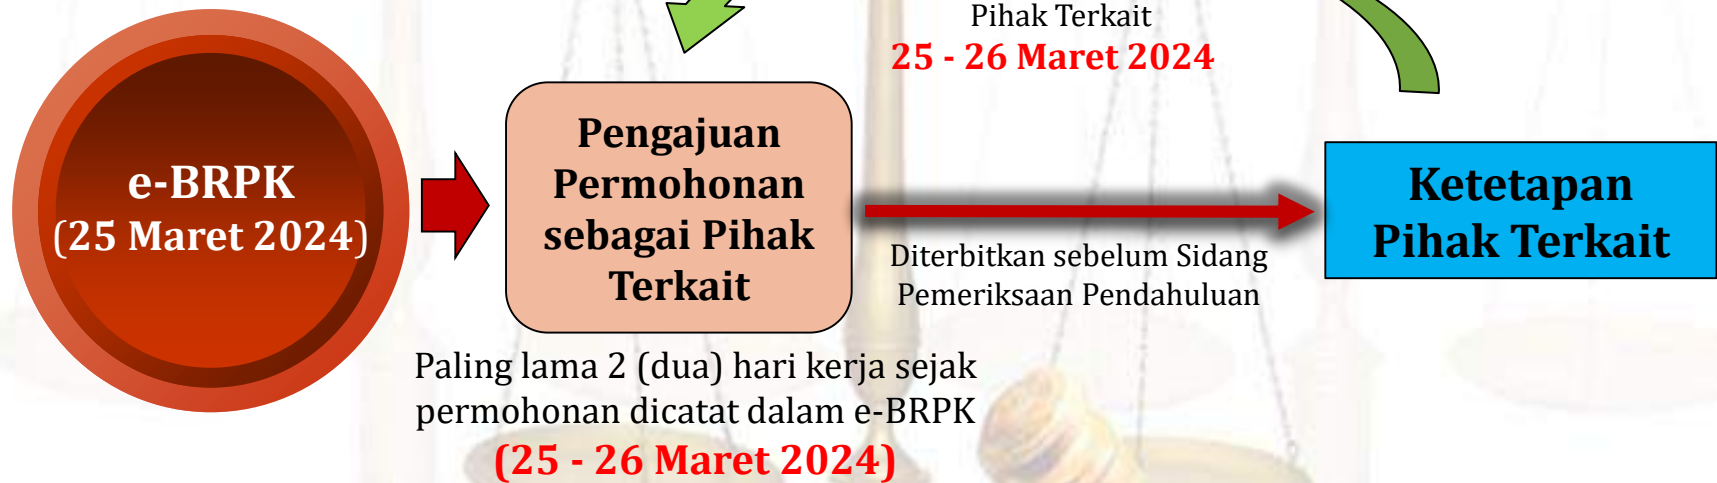 Pihak Terkait
25 - 26 Maret 2024
e-BRPK
(25 Maret 2024)
Pengajuan
Permohonan
sebagai Pihak
Terkait
Paling lama 2 (dua) hari kerja sejak
permohonan dicatat dalam e-BRPK
(25 - 26 Maret 2024)
Diterbitkan sebelum Sidang
Pemeriksaan Pendahuluan
Ketetapan
Pihak Terkait